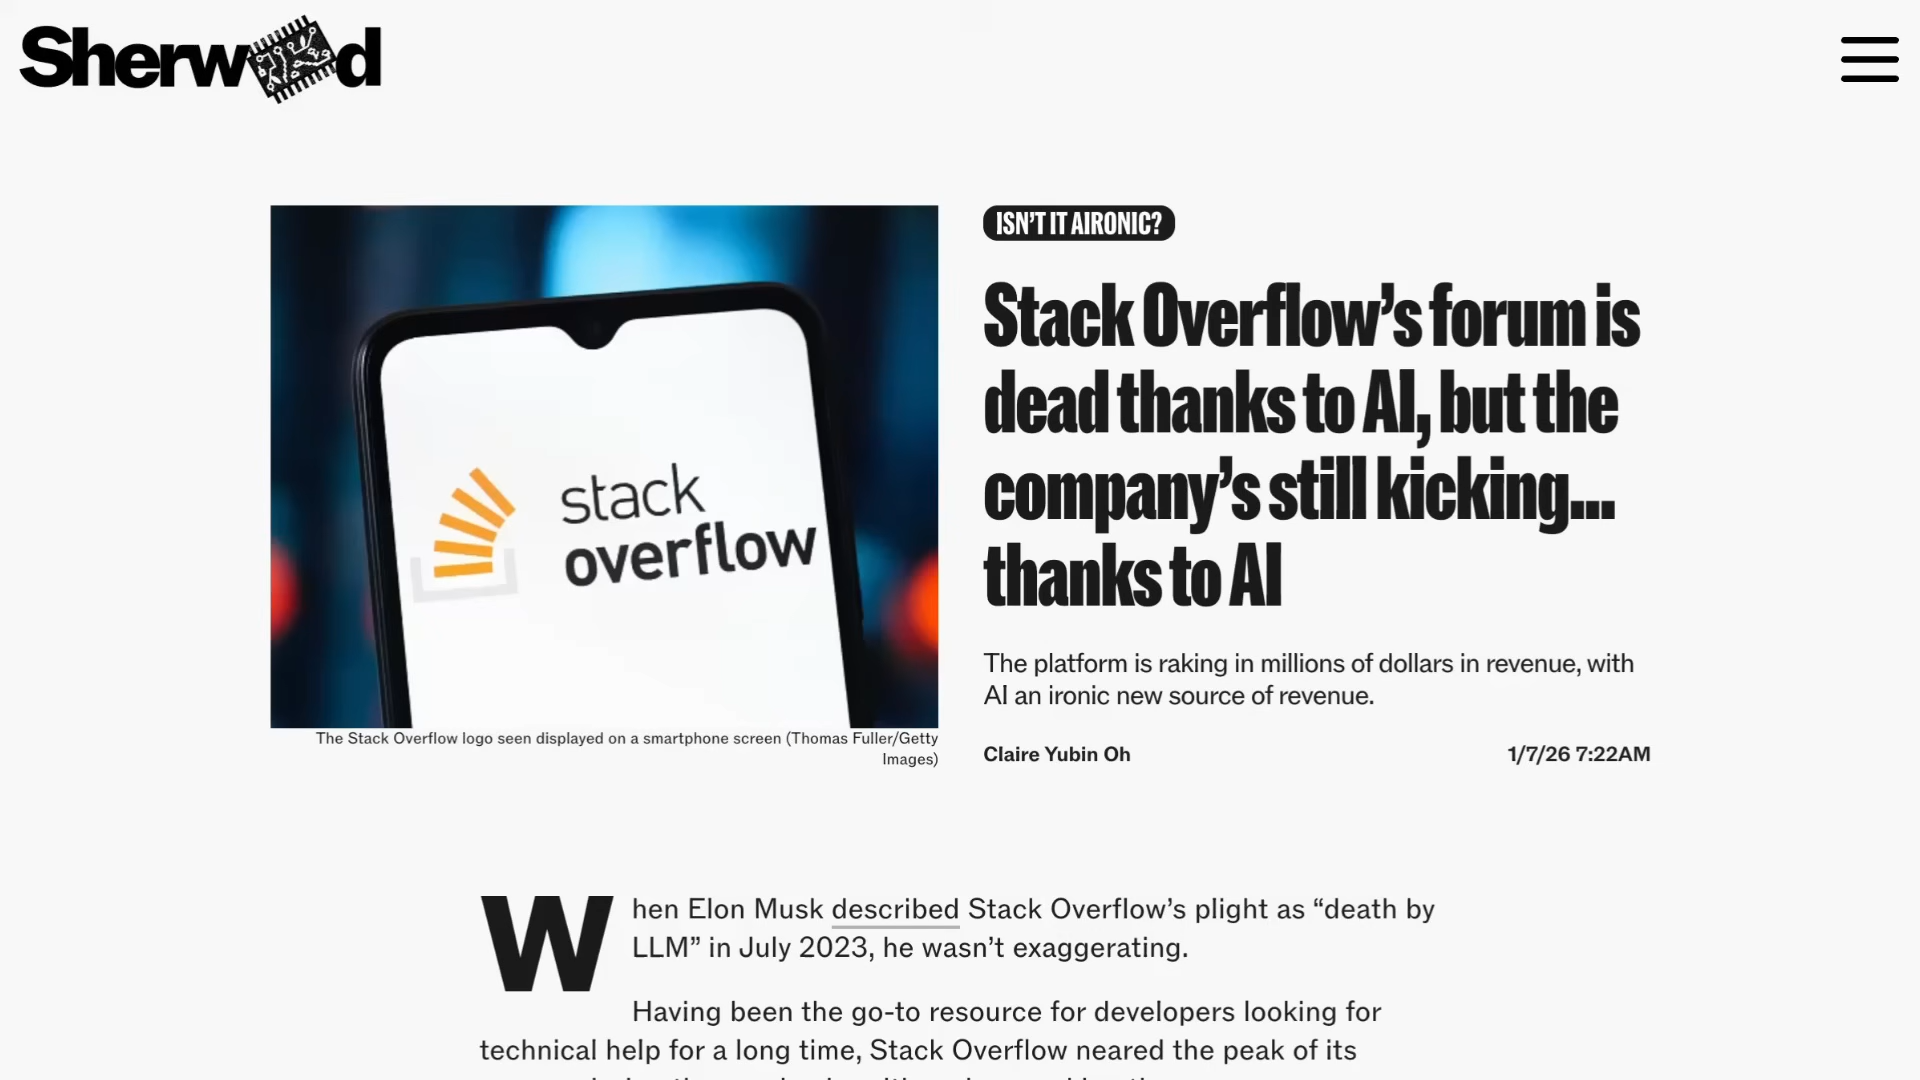 Sherwood
stack
overflow
The Stack Overflow logo seen displayed on a smartphone screen (Thomas Fuller/Getty
Images)
ISN'T IT AIRONIC?
Stack Overflow’s forum is
dead thanks to AI, but the
company’s still kicking...
thanks to AI
The platform is raking in millions of dollars in revenue, with
AI an ironic new source of revenue.
Claire Yubin Oh
1/7/26 7:22AM
When Elon Musk described Stack Overflow’s plight as “death by
LLM” in July 2023, he wasn’t exaggerating.
Having been the go-to resource for developers looking for
technical help for a long time, Stack Overflow neared the peak of its